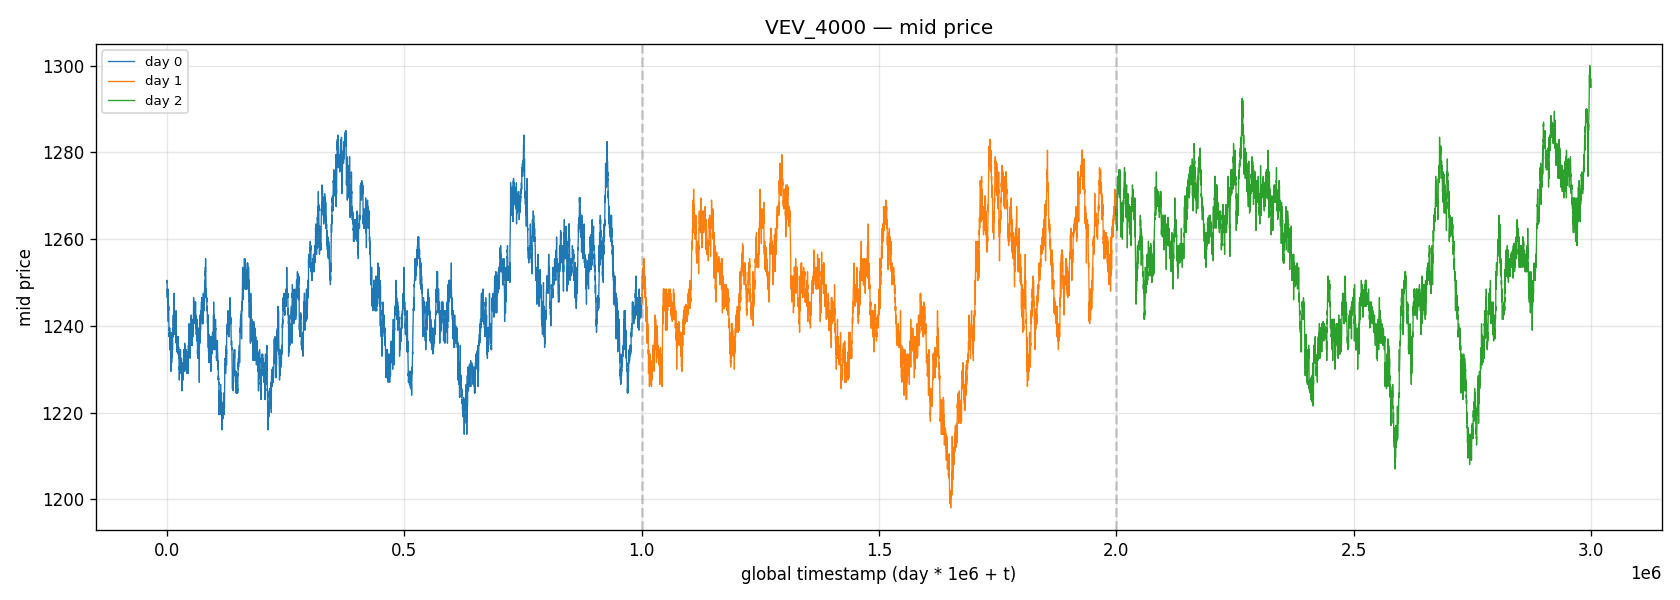 VEV_4000 — mid price
day 0
day 1
day 2
mid price
1300
1280
1260
1240
1220
1200
0.0 0.5 1.0 1.5 2.0 2.5 3.0
1e6
global timestamp (day * 1e6 + t)